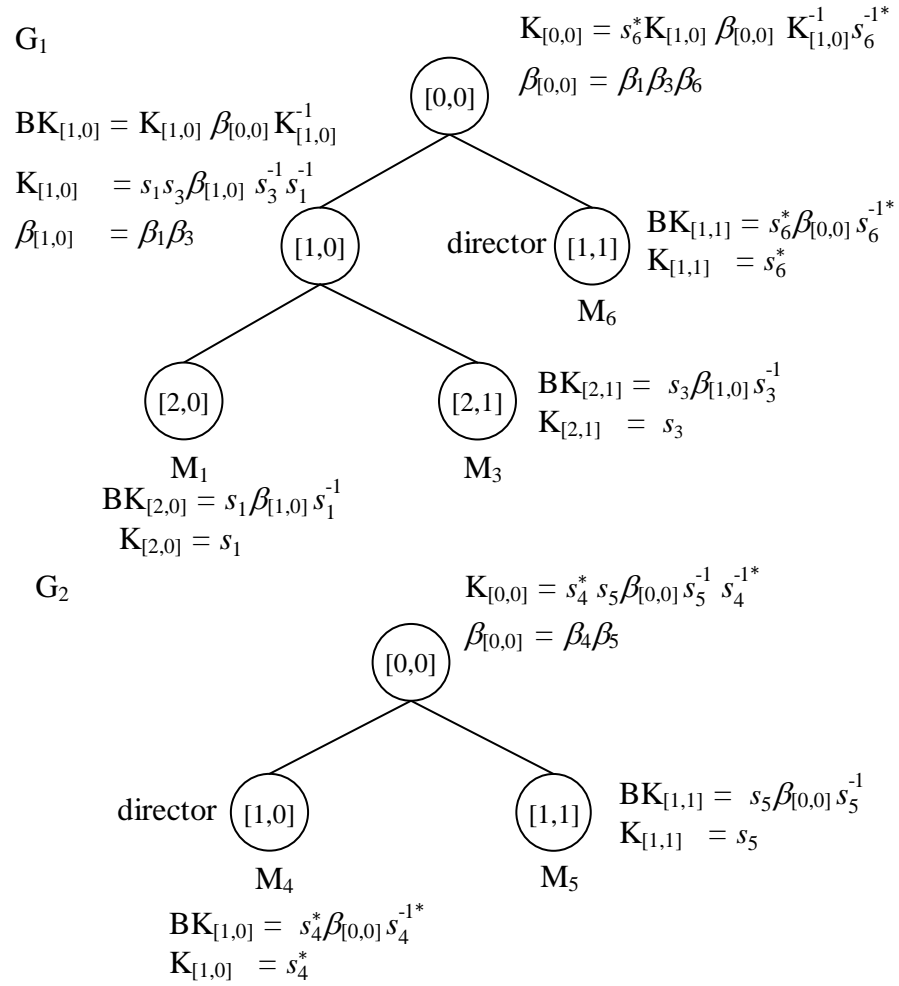 G₁
K[0,0] = s₆* K[1,0] β[0,0] K[1,0]⁻¹ s₆⁻¹*
β[0,0] = β₁β₃β₆
[0,0]
BK[1,0] = K[1,0] β[0,0] K[1,0]⁻¹
K[1,0] = s₁s₃β[1,0] s₃⁻¹ s₁⁻¹
β[1,0] = β₁β₃
[1,0]
director [1,1]
BK[1,1] = s₆*β[0,0] s₆⁻¹*
K[1,1] = s₆*
M₆
[2,0]
[2,1]
BK[2,1] = s₃β[1,0] s₃⁻¹
K[2,1] = s₃
M₁
M₃
BK[2,0] = s₁β[1,0] s₁⁻¹
K[2,0] = s₁
G₂
K[0,0] = s₄* s₅β[0,0] s₅⁻¹ s₄⁻¹*
β[0,0] = β₄β₅
[0,0]
director [1,0]
[1,1]
BK[1,1] = s₅β[0,0] s₅⁻¹
K[1,1] = s₅
M₄
M₅
BK[1,0] = s₄*β[0,0] s₄⁻¹*
K[1,0] = s₄*